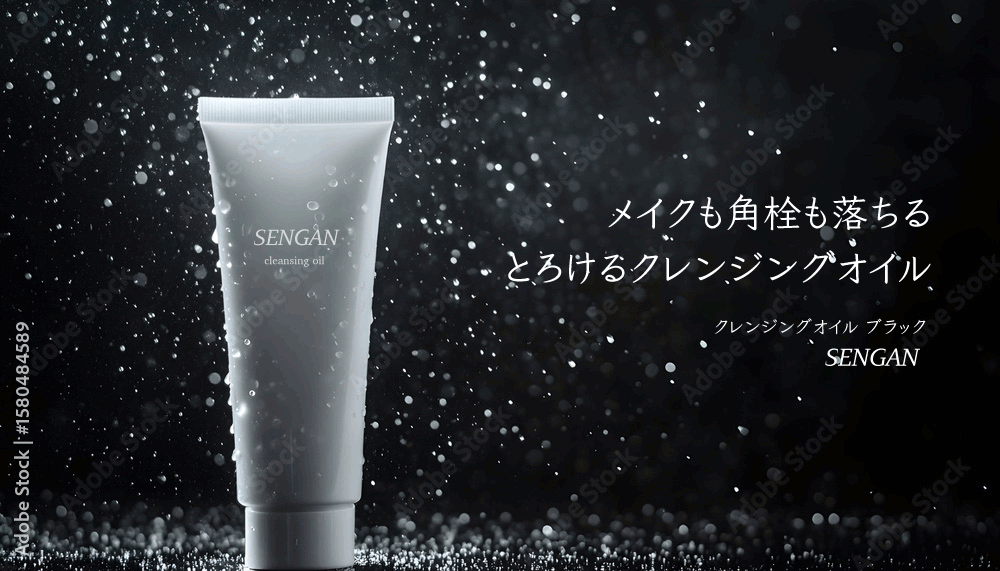 SENGAN
cleansing oil
メイクも角栓も落ちる
とろけるクレンジングオイル
クレンジングオイル ブラック
SENGAN
Adobe Stock | #1580484589
Adobe Stock